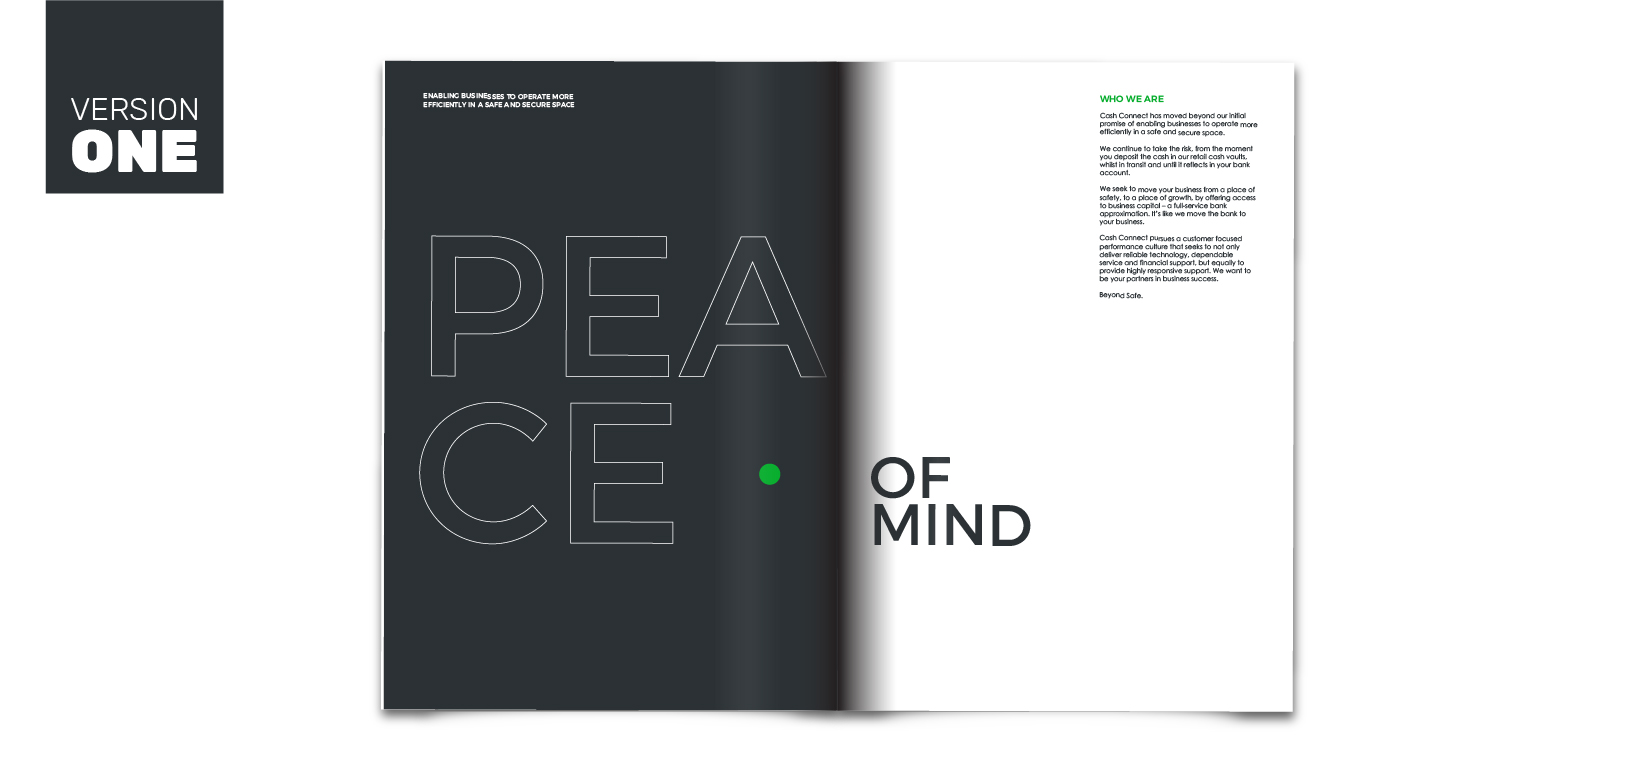 VERSION
ONE
ENABLING BUSINESSES TO OPERATE MORE
EFFICIENTLY IN A SAFE AND SECURE SPACE
PEA
CE
OF
MIND
WHO WE ARE
Cash Connect has moved beyond our initial
promise of enabling businesses to operate more
efficiently in a safe and secure space.
We continue to take the risk, from the moment
you deposit the cash in our retail cash vaults,
whilst in transit and until it reflects in your bank
account.
We seek to move your business from a place of
safety, to a place of growth, by offering access
to business capital – a full-service bank
approximation. It's like we move the bank to
your business.
Cash Connect pursues a customer focused
performance culture that seeks to not only
deliver reliable technology, dependable
service and financial support, but equally to
provide highly responsive support. We want to
be your partners in business success.
Beyond Safe.